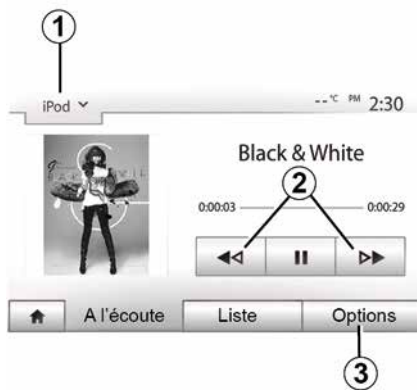 1
iPod
--°C PM 2:30
Black & White
2
0:00:03 0:00:29
A l'écoute Liste Options
3